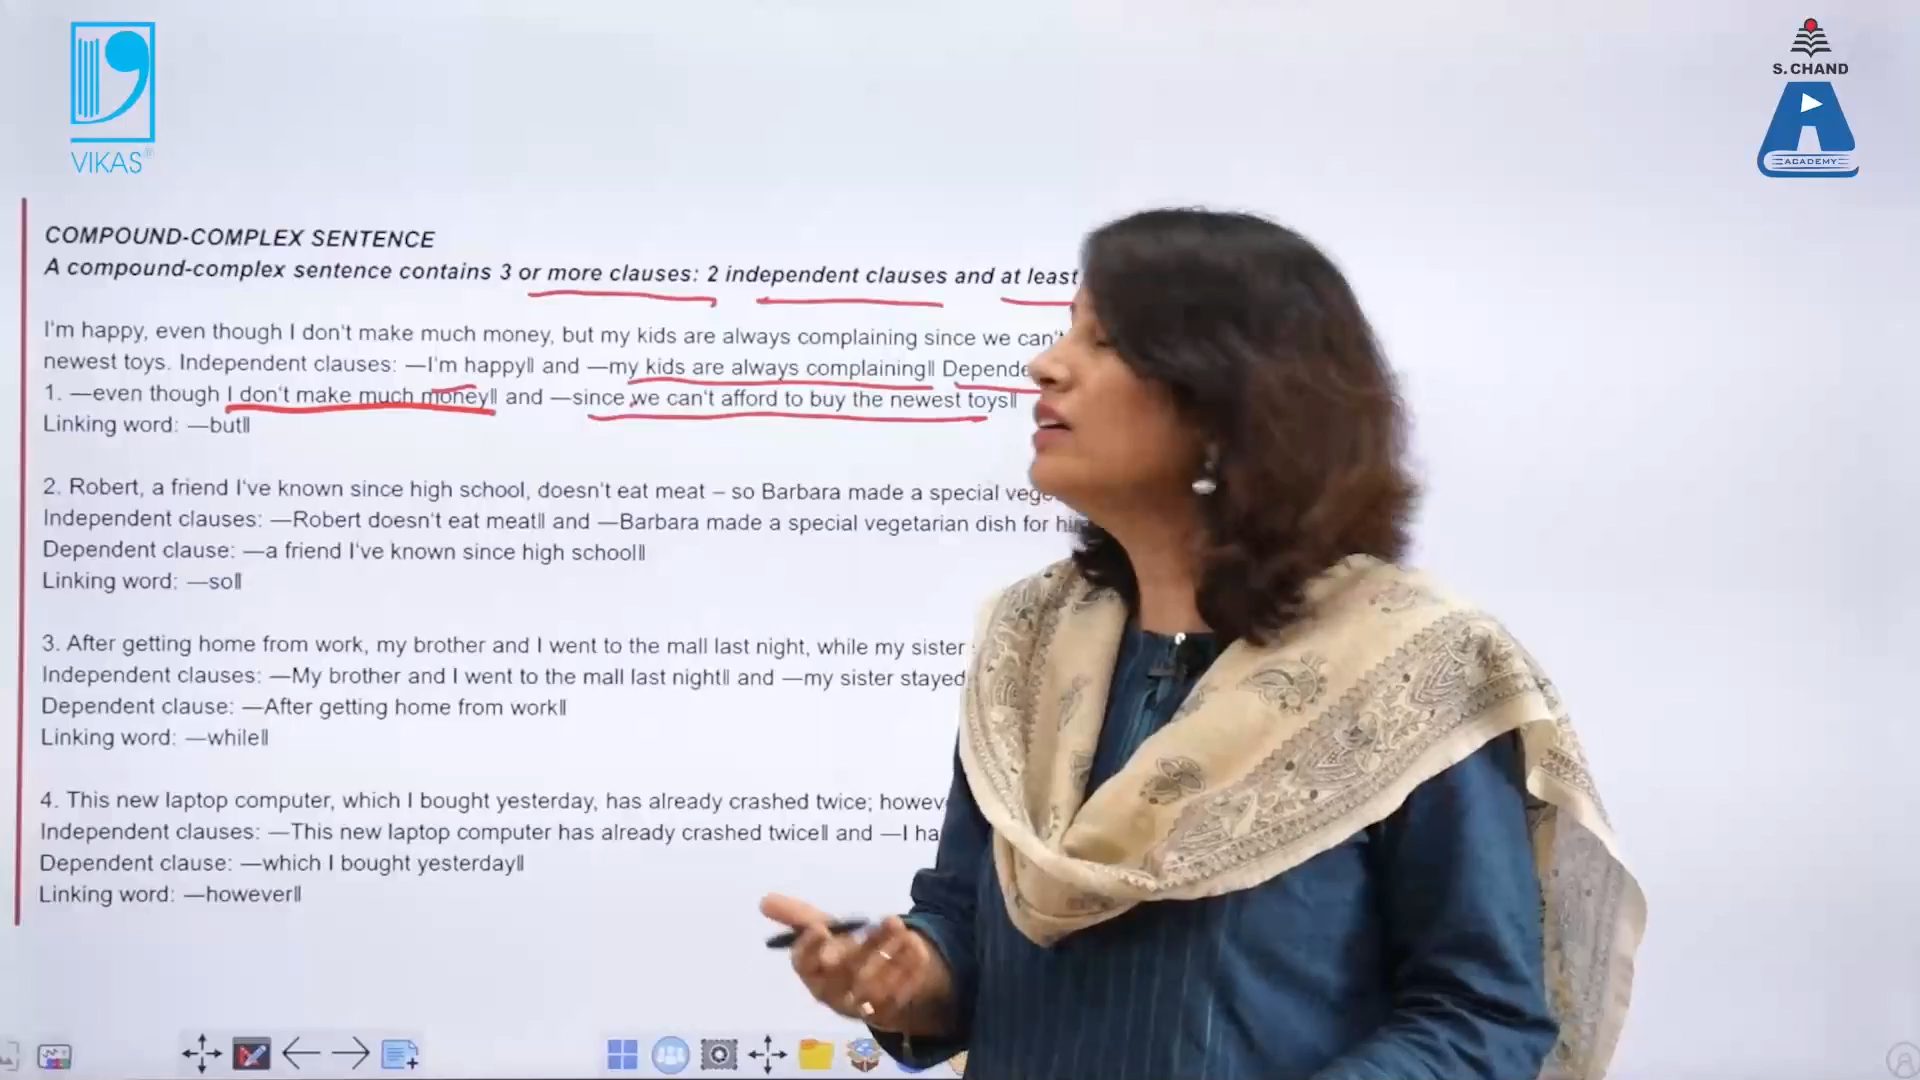 VIKAS®
S. CHAND
ACADEMY
COMPOUND-COMPLEX SENTENCE
A compound-complex sentence contains 3 or more clauses: 2 independent clauses and at least
I'm happy, even though I don't make much money, but my kids are always complaining since we can't
newest toys. Independent clauses: —I'm happy‖ and —my kids are always complaining‖
1. —even though I don't make much money‖ and —since we can't afford to buy the newest toys‖
Linking word: —but‖
2. Robert, a friend I've known since high school, doesn't eat meat – so Barbara made a special
Independent clauses: —Robert doesn't eat meat‖ and —Barbara made a special vegetarian dish for
Dependent clause: —a friend I've known since high school‖
Linking word: —so‖
3. After getting home from work, my brother and I went to the mall last night, while my sister
Independent clauses: —My brother and I went to the mall last night‖ and —my sister stayed
Dependent clause: —After getting home from work‖
Linking word: —while‖
4. This new laptop computer, which I bought yesterday, has already crashed twice;
Independent clauses: —This new laptop computer has already crashed twice‖ and —I
Dependent clause: —which I bought yesterday‖
Linking word: —however‖